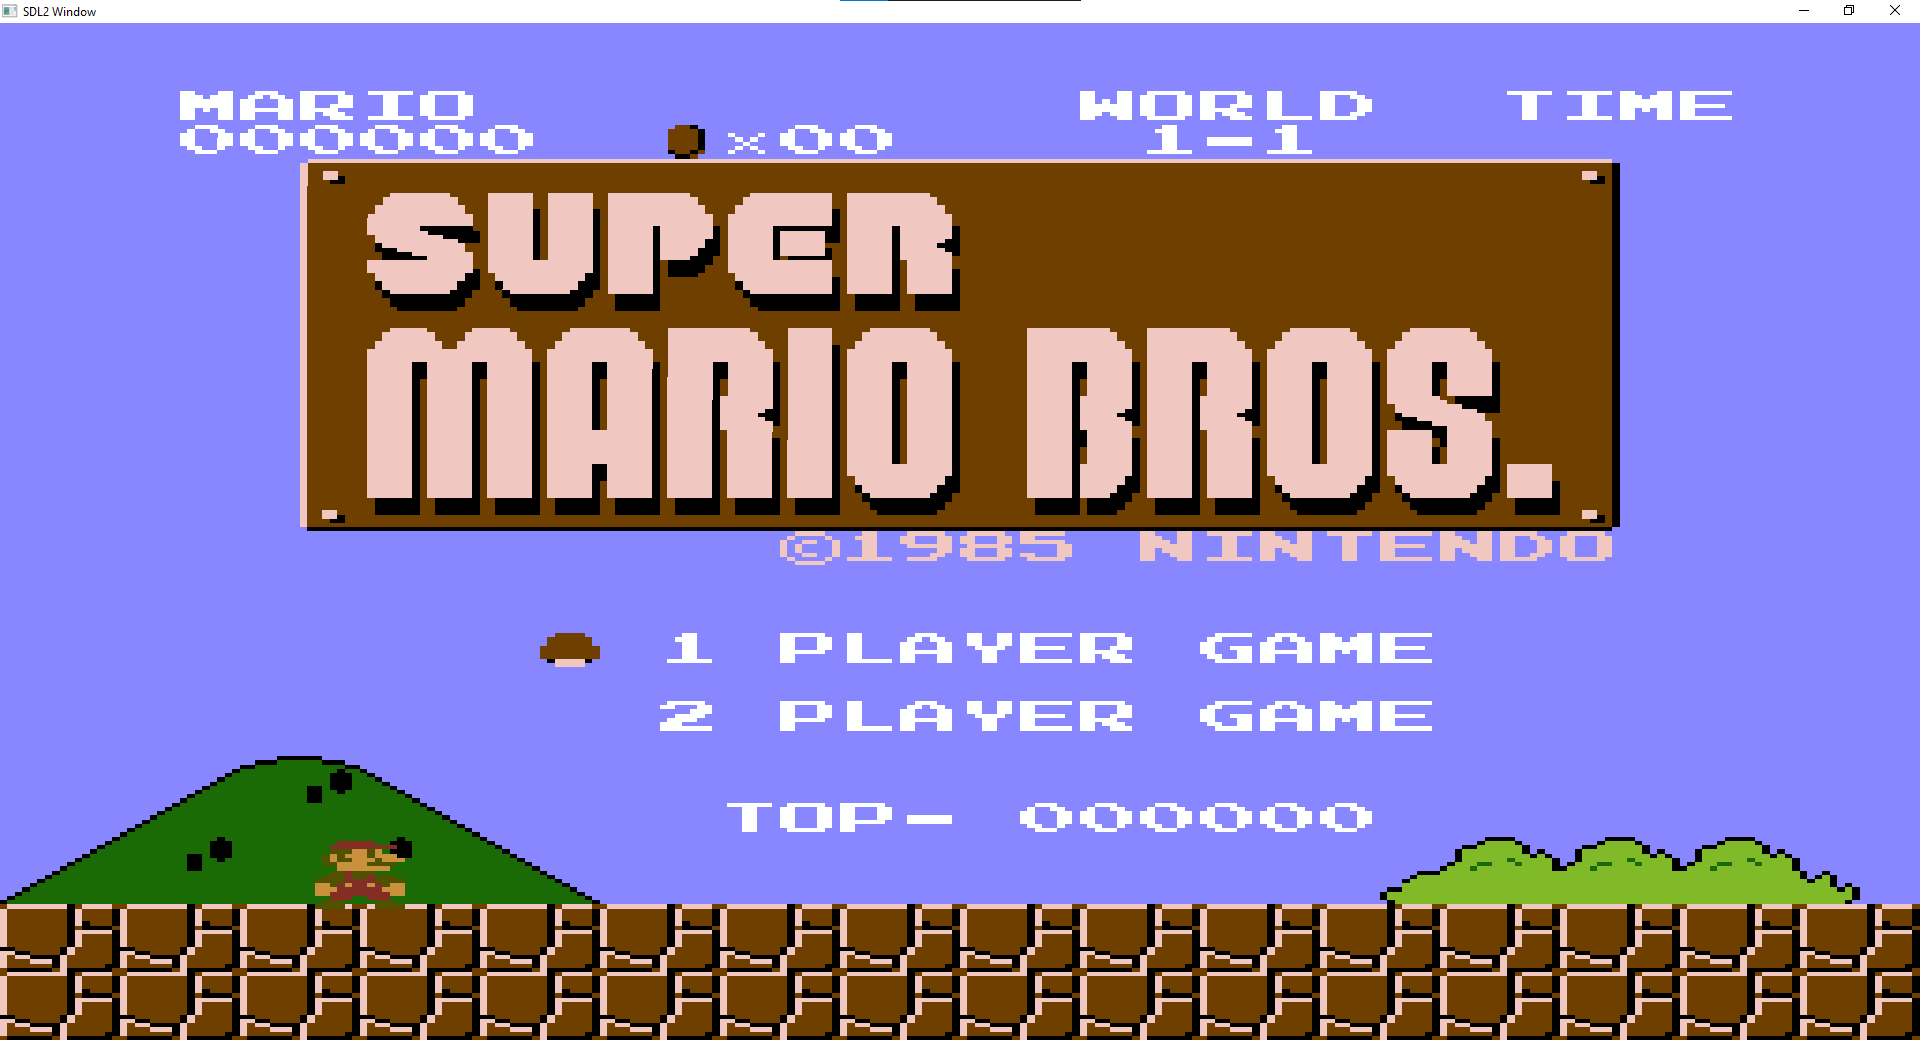 SDL2 Window
MARIO WORLD TIME
000000 ×00 1-1
SUPER
MARIO BROS.
©1985 NINTENDO
1 PLAYER GAME
2 PLAYER GAME
TOP- 000000